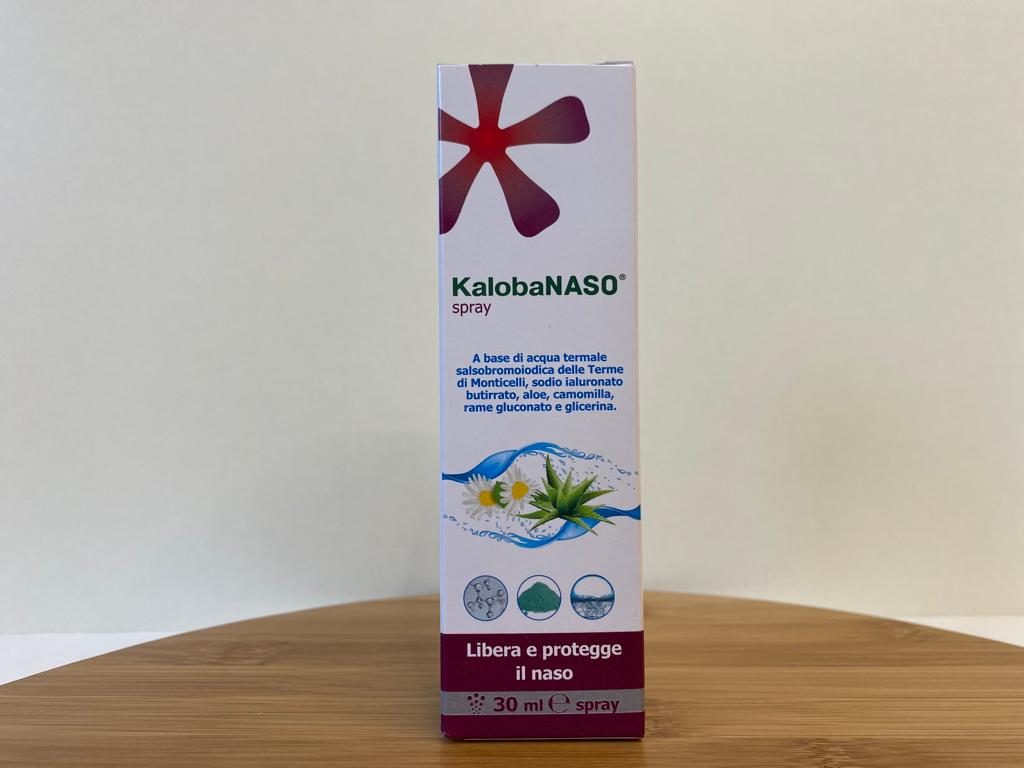 KalobaNASO®
spray
A base di acqua termale
salsobromoiodica delle Terme
di Monticelli, sodio ialuronato
butirrato, aloe, camomilla,
rame gluconato e glicerina.
Libera e protegge
il naso
30 ml ℮ spray